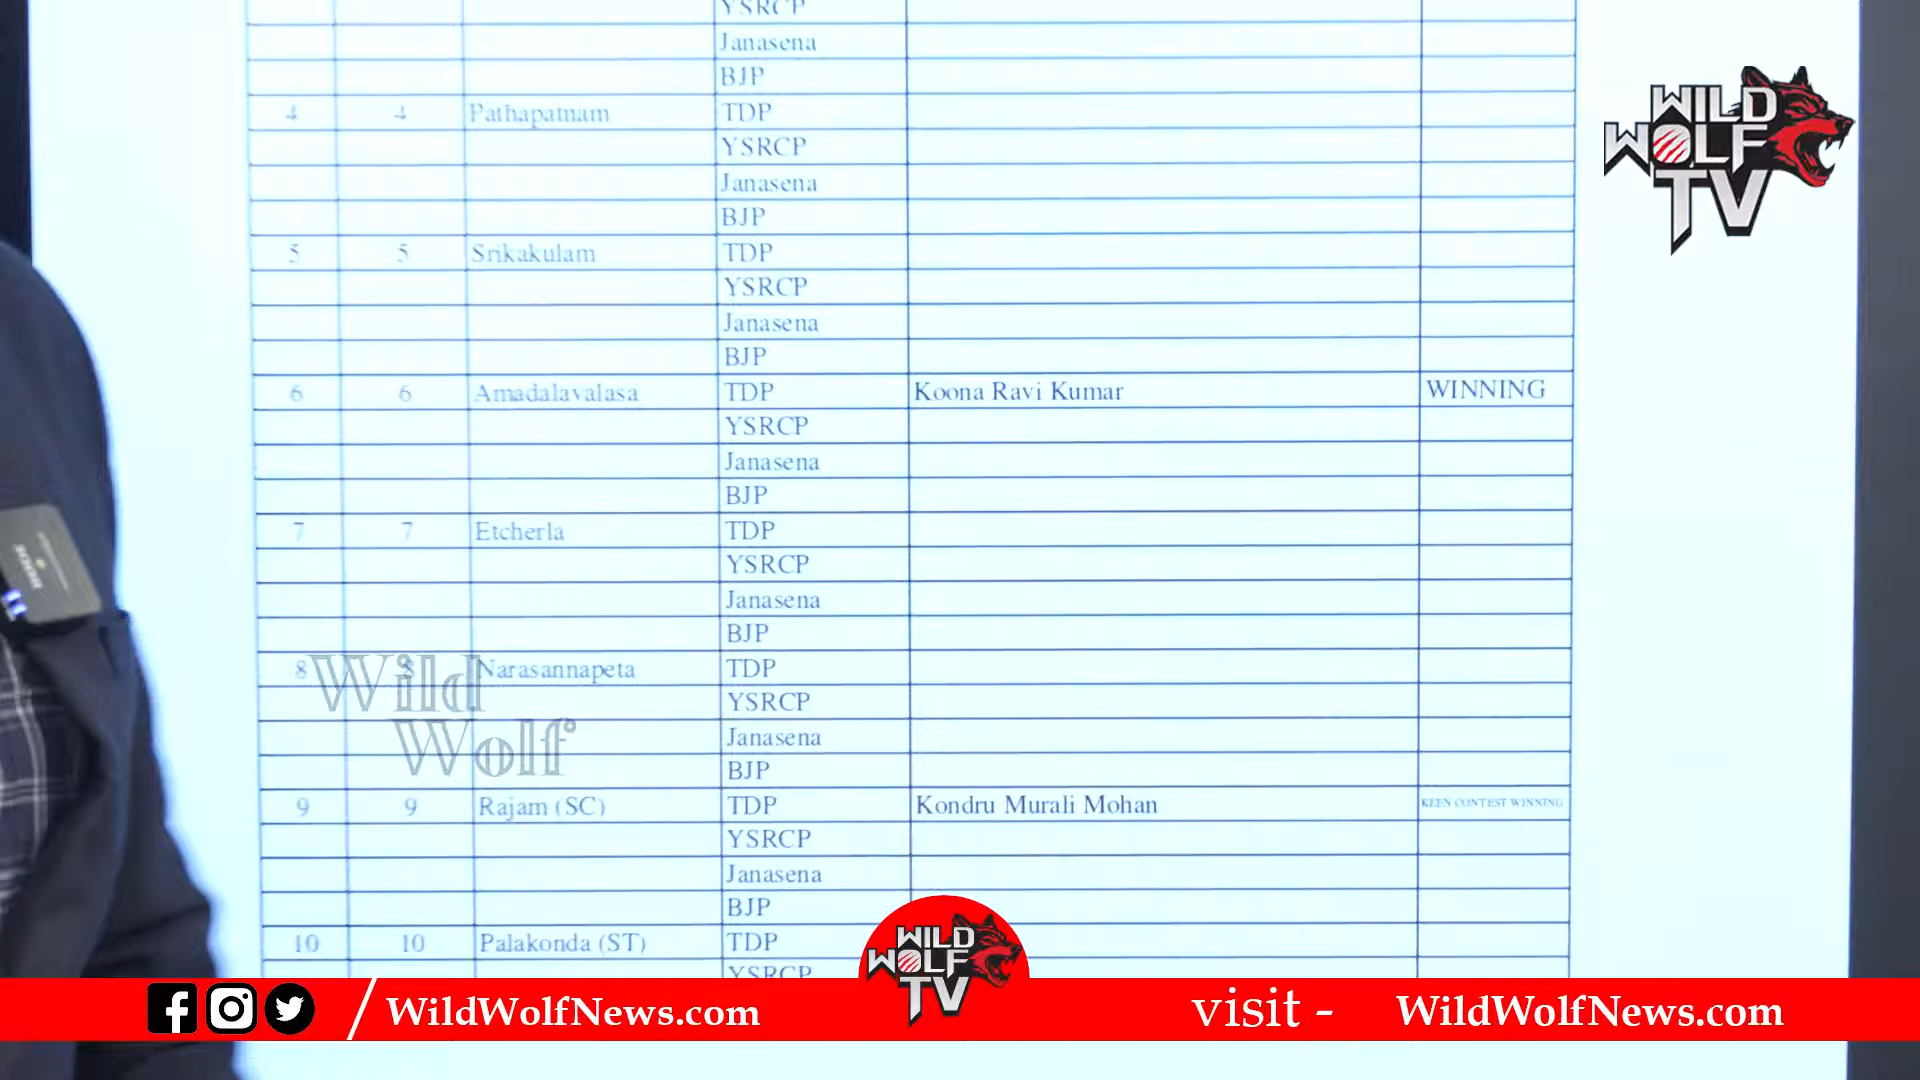 YSRCP
Janasena
BJP
4 4 Pathapatnam TDP
YSRCP
Janasena
BJP
5 5 Srikakulam TDP
YSRCP
Janasena
BJP
6 6 Amadalavalasa TDP Koona Ravi Kumar WINNING
YSRCP
Janasena
BJP
7 7 Etcherla TDP
YSRCP
Janasena
BJP
8 8 Narasannapeta TDP
YSRCP
Janasena
BJP
9 9 Rajam (SC) TDP Kondru Murali Mohan KEEN CONTEST WINNING
YSRCP
Janasena
BJP
10 10 Palakonda (ST) TDP
YSRCP
WILD
WOLF
TV
Wild
Wolf
WILD
WOLF
TV
WildWolfNews.com
visit - WildWolfNews.com